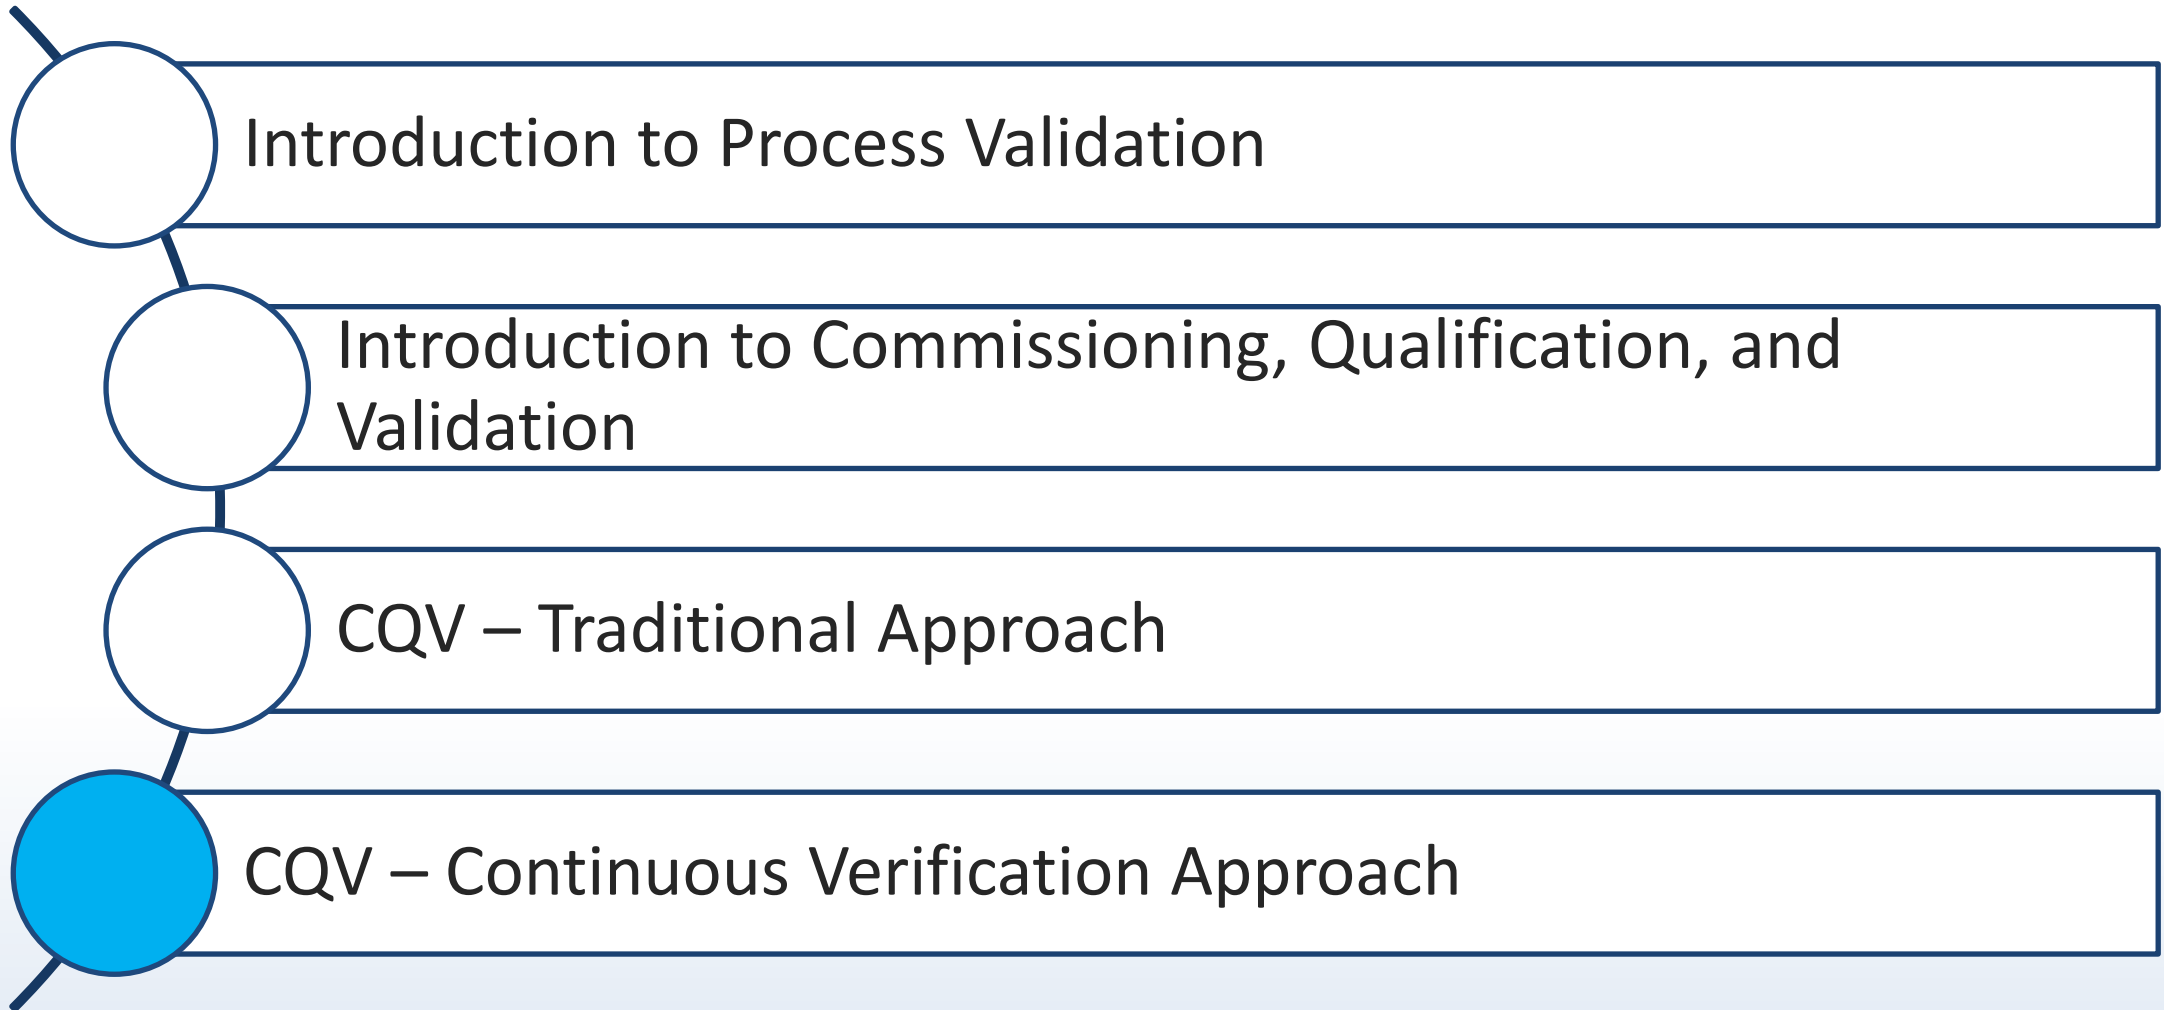 Introduction to Process Validation
Introduction to Commissioning, Qualification, and
Validation
CQV – Traditional Approach
CQV – Continuous Verification Approach